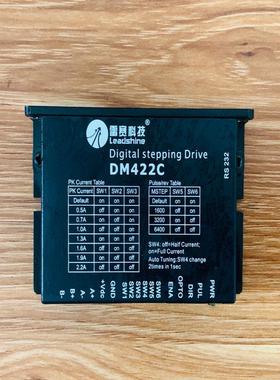 雷赛科技
Leadshine
Digital stepping Drive
DM422C
RS 232
PK Current Table
PK Current SW1 SW2 SW3
Default on on on
0.5A off on on
0.7A on off on
1.0A off off on
1.3A on on off
1.6A off on off
1.9A on off off
2.2A off off off
Pulse/rev Table
MSTEP SW5 SW6
Default on on
1600 off on
3200 on off
6400 off off
SW4: off=Half Current;
on=Full Current
Auto Tuning:SW4 change
2times in 1sec
B-
B+
A-
A+
+Vdc
GND
SW1
SW2
SW3
SW4
SW5
SW6
ENA
OPTO
DIR
PUL
PWR